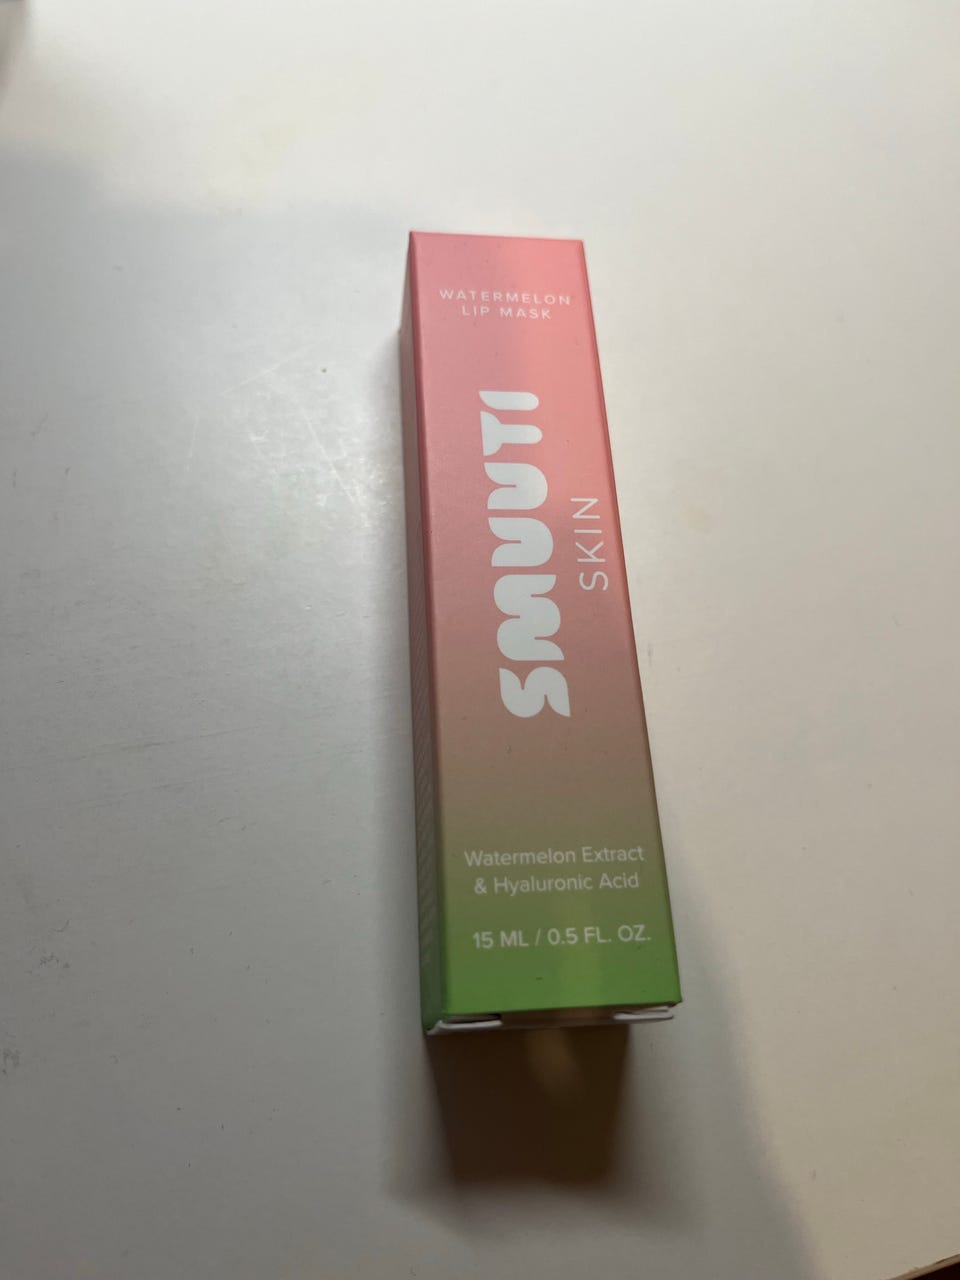 WATERMELON
LIP MASK
SMUUTI
SKIN
Watermelon Extract
& Hyaluronic Acid
15 ML / 0.5 FL. OZ.